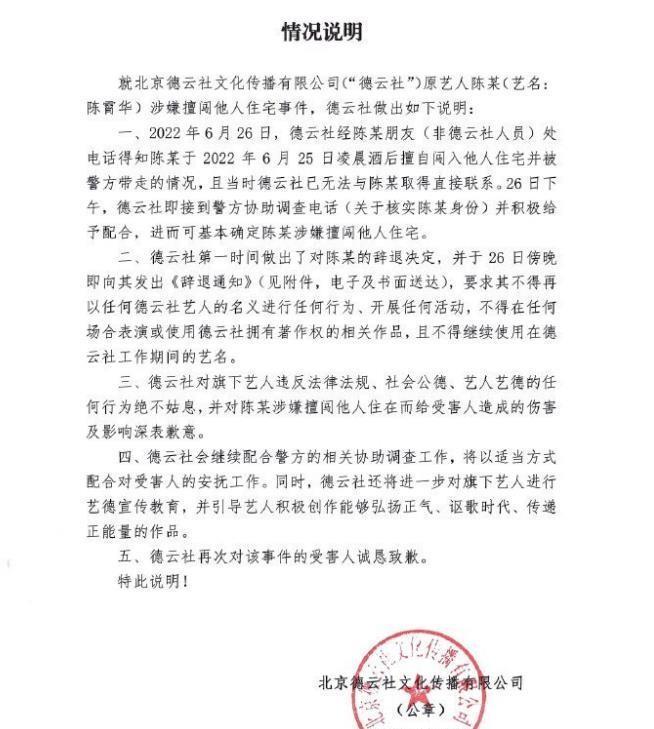 情况说明
就北京德云社文化传播有限公司(“德云社”)原艺人陈某(艺名:
陈霄华)涉嫌擅闯他人住宅事件,德云社做出如下说明:
一、2022年6月26日,德云社经陈某朋友(非德云社人员)处
电话得知陈某于2022年6月25日凌晨酒后擅自闯入他人住宅并被
警方带走的情况,且当时德云社已无法与陈某取得直接联系。26日下
午,德云社即接到警方协助调查电话(关于核实陈某身份)并积极给
予配合,进而可基本确定陈某涉嫌擅闯他人住宅。
二、德云社第一时间做出了对陈某的辞退决定,并于26日傍晚
即向其发出《辞退通知》(见附件,电子及书面送达),要求其不得再
以任何德云社艺人的名义进行任何行为、开展任何活动,不得在任何
场合表演或使用德云社拥有著作权的相关作品,且不得继续使用在德
云社工作期间的艺名。
三、德云社对旗下艺人违反法律法规、社会公德、艺人艺德的任
何行为绝不姑息,并对陈某涉嫌擅闯他人住在而给受害人造成的伤害
及影响深表歉意。
四、德云社会继续配合警方的相关协助调查工作,将以适当方式
配合对受害人的安抚工作。同时,德云社还将进一步对旗下艺人进行
艺德宣传教育,并引导艺人积极创作能够弘扬正气、讴歌时代、传递
正能量的作品。
五、德云社再次对该事件的受害人诚恳致歉。
特此说明!
北京德云社文化传播有限公司
(公章)
北京德云社文化传播有限公司